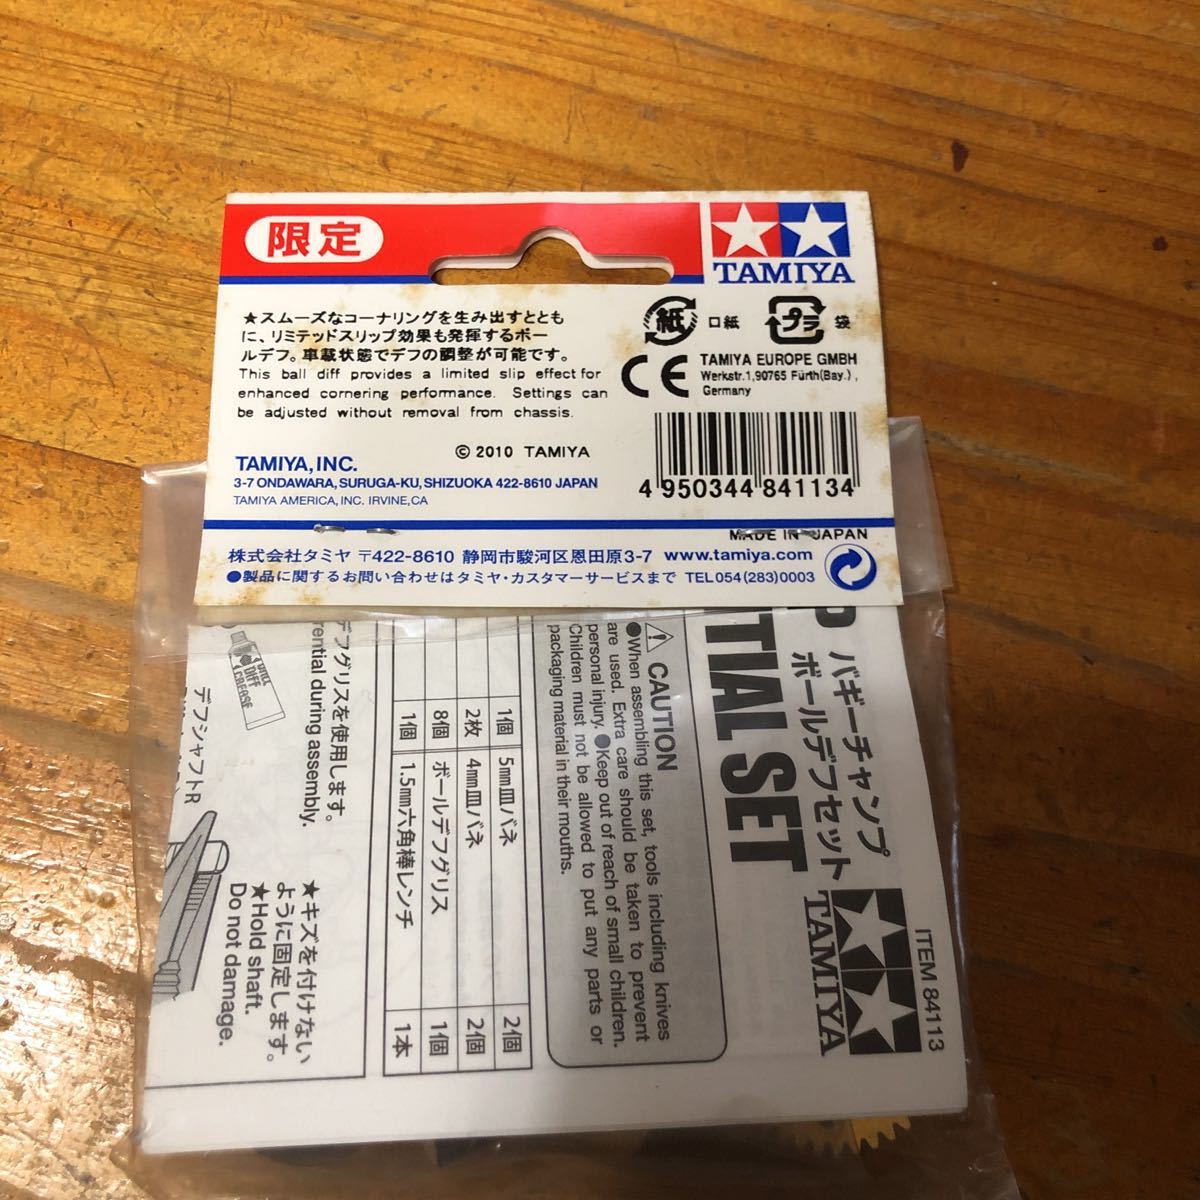 限定
TAMIYA
★スムーズなコーナリングを生み出すととも
に、リミテッドスリップ効果も発揮するボー
ルデフ。車載状態でデフの調整が可能です。
This ball diff provides a limited slip effect for
enhanced cornering performance. Settings can
be adjusted without removal from chassis.
紙 口紙 プラ 袋
CE
TAMIYA EUROPE GMBH
Werkstr.1,90765 Fürth(Bay.),
Germany
© 2010 TAMIYA
4 950344 841134
TAMIYA, INC.
3-7 ONDAWARA, SURUGA-KU, SHIZUOKA 422-8610 JAPAN
TAMIYA AMERICA, INC. IRVINE, CA
MADE IN JAPAN
株式会社タミヤ 〒422-8610 静岡市駿河区恩田原3-7 www.tamiya.com
●製品に関するお問い合わせはタミヤ・カスタマーサービスまで TEL 054(283)0003
ITEM 84113
TAMIYA
バギーチャンプ
ボールデフセット
P
TIAL SET
CAUTION
●When assembling this set, tools including knives
are used. Extra care should be taken to prevent
personal injury. ●Keep out of reach of small children.
Children must not be allowed to put any parts or
packaging material in their mouths.
1個 5mm皿バネ 2個
2枚 4mm皿バネ 2個
8個 ボールデフグリス 1個
1個 1.5mm六角棒レンチ 1本
デフグリスを使用します。
rential during assembly.
BALL
DIFF
GREASE
デフシャフトR
★キズを付けない
ように固定します。
★Hold shaft.
Do not damage.